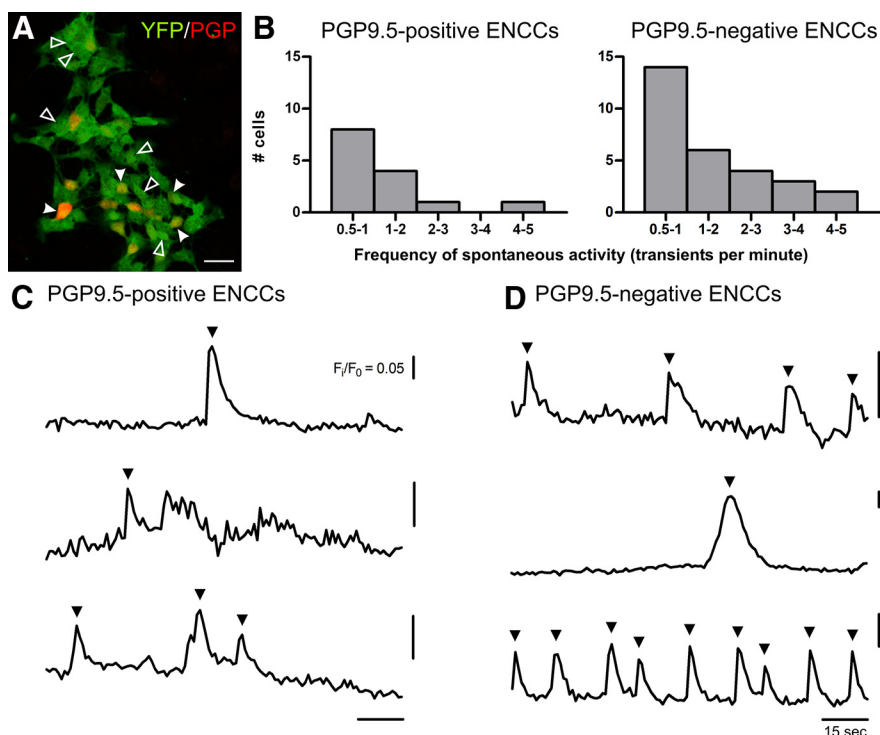 A
YFP/PGP
B
PGP9.5-positive ENCCs
PGP9.5-negative ENCCs
# cells
15
10
5
0
0.5-1 1-2 2-3 3-4 4-5
15
10
5
0
0.5-1 1-2 2-3 3-4 4-5
Frequency of spontaneous activity (transients per minute)
C PGP9.5-positive ENCCs
Fi/F0 = 0.05
D PGP9.5-negative ENCCs
15 sec